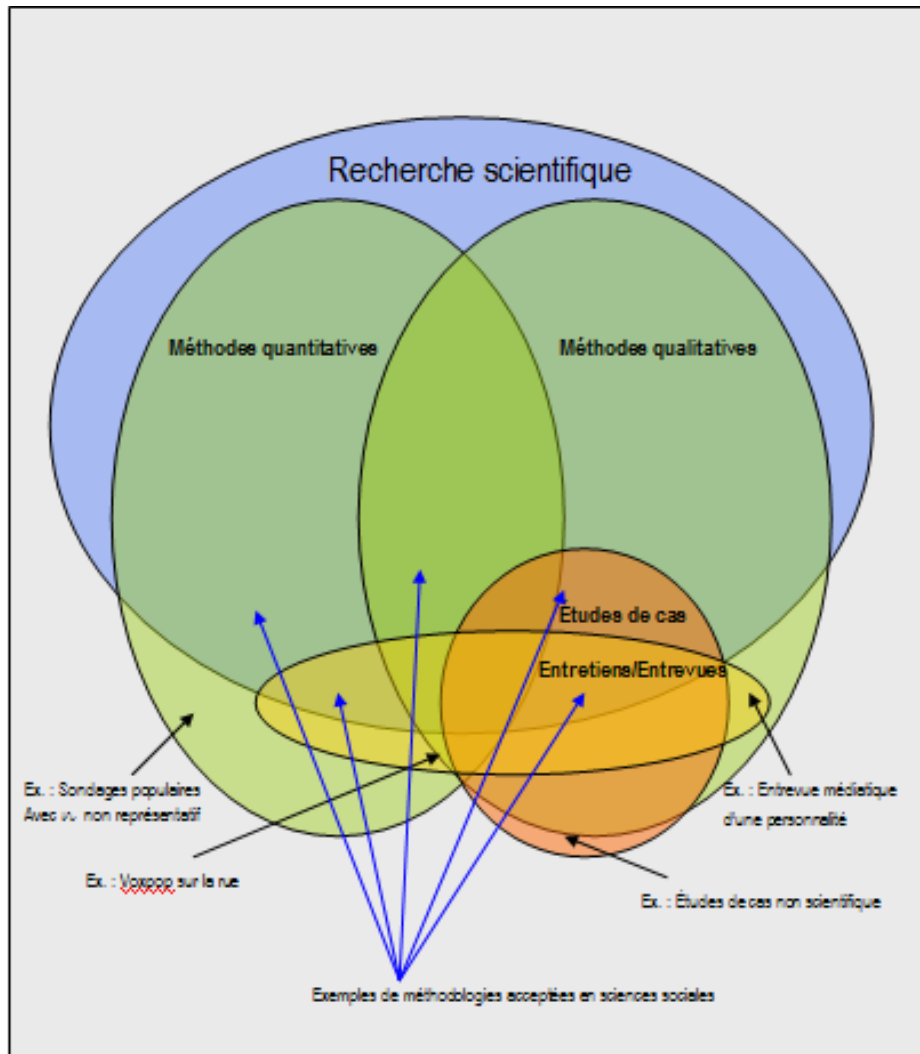 Recherche scientifique
Méthodes quantitatives
Méthodes qualitatives
Etudes de cas
Entretiens/Entrevues
Ex. : Sondages populaires
Avec n non représentatif
Ex. : Entrevue médiatique
d'une personnalité
Ex. : Voxpop sur la rue
Ex. : Études de cas non scientifique
Exemples de méthodologies acceptées en sciences sociales